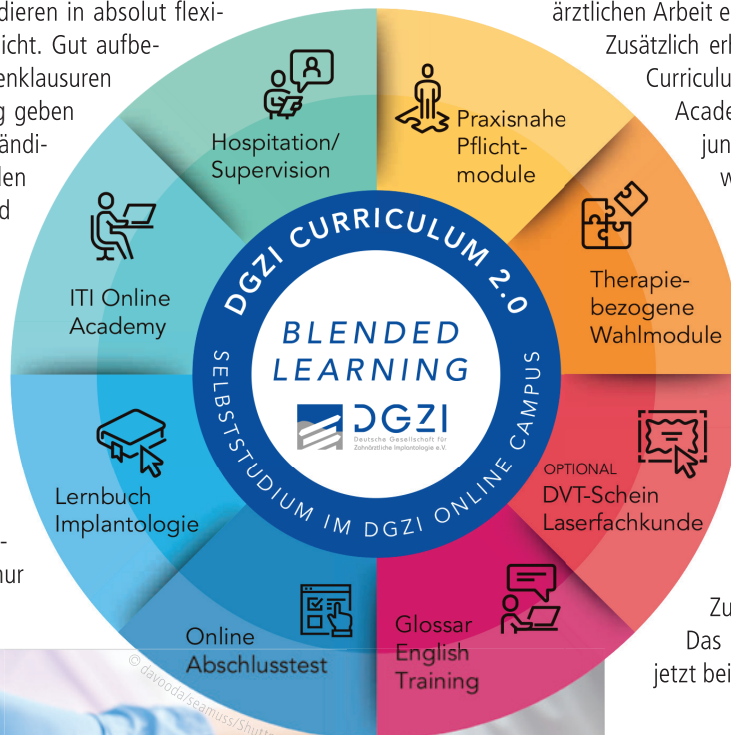 dieren in absolut flexi-
icht. Gut aufbe-
enklausuren
g geben
ändi-
len
d
-
nur
ärztlichen Arbeit e
Zusätzlich
Curriculu
Acade
jun
w
Zu
Das
jetzt bei
Hospitation/
Supervision
Praxisnahe
Pflicht-
module
Therapie-
bezogene
Wahlmodule
OPTIONAL
DVT-Schein
Laserfachkunde
Glossar
English
Training
Online
Abschlusstest
Lernbuch
Implantologie
ITI Online
Academy
DGZI CURRICULUM 2.0
BLENDED
LEARNING
DGZI
Deutsche Gesellschaft für
Zahnärztliche Implantologie e.V.
SELBSTSTUDIUM IM DGZI ONLINE CAMPUS
© davooda/seamuss/Shutte